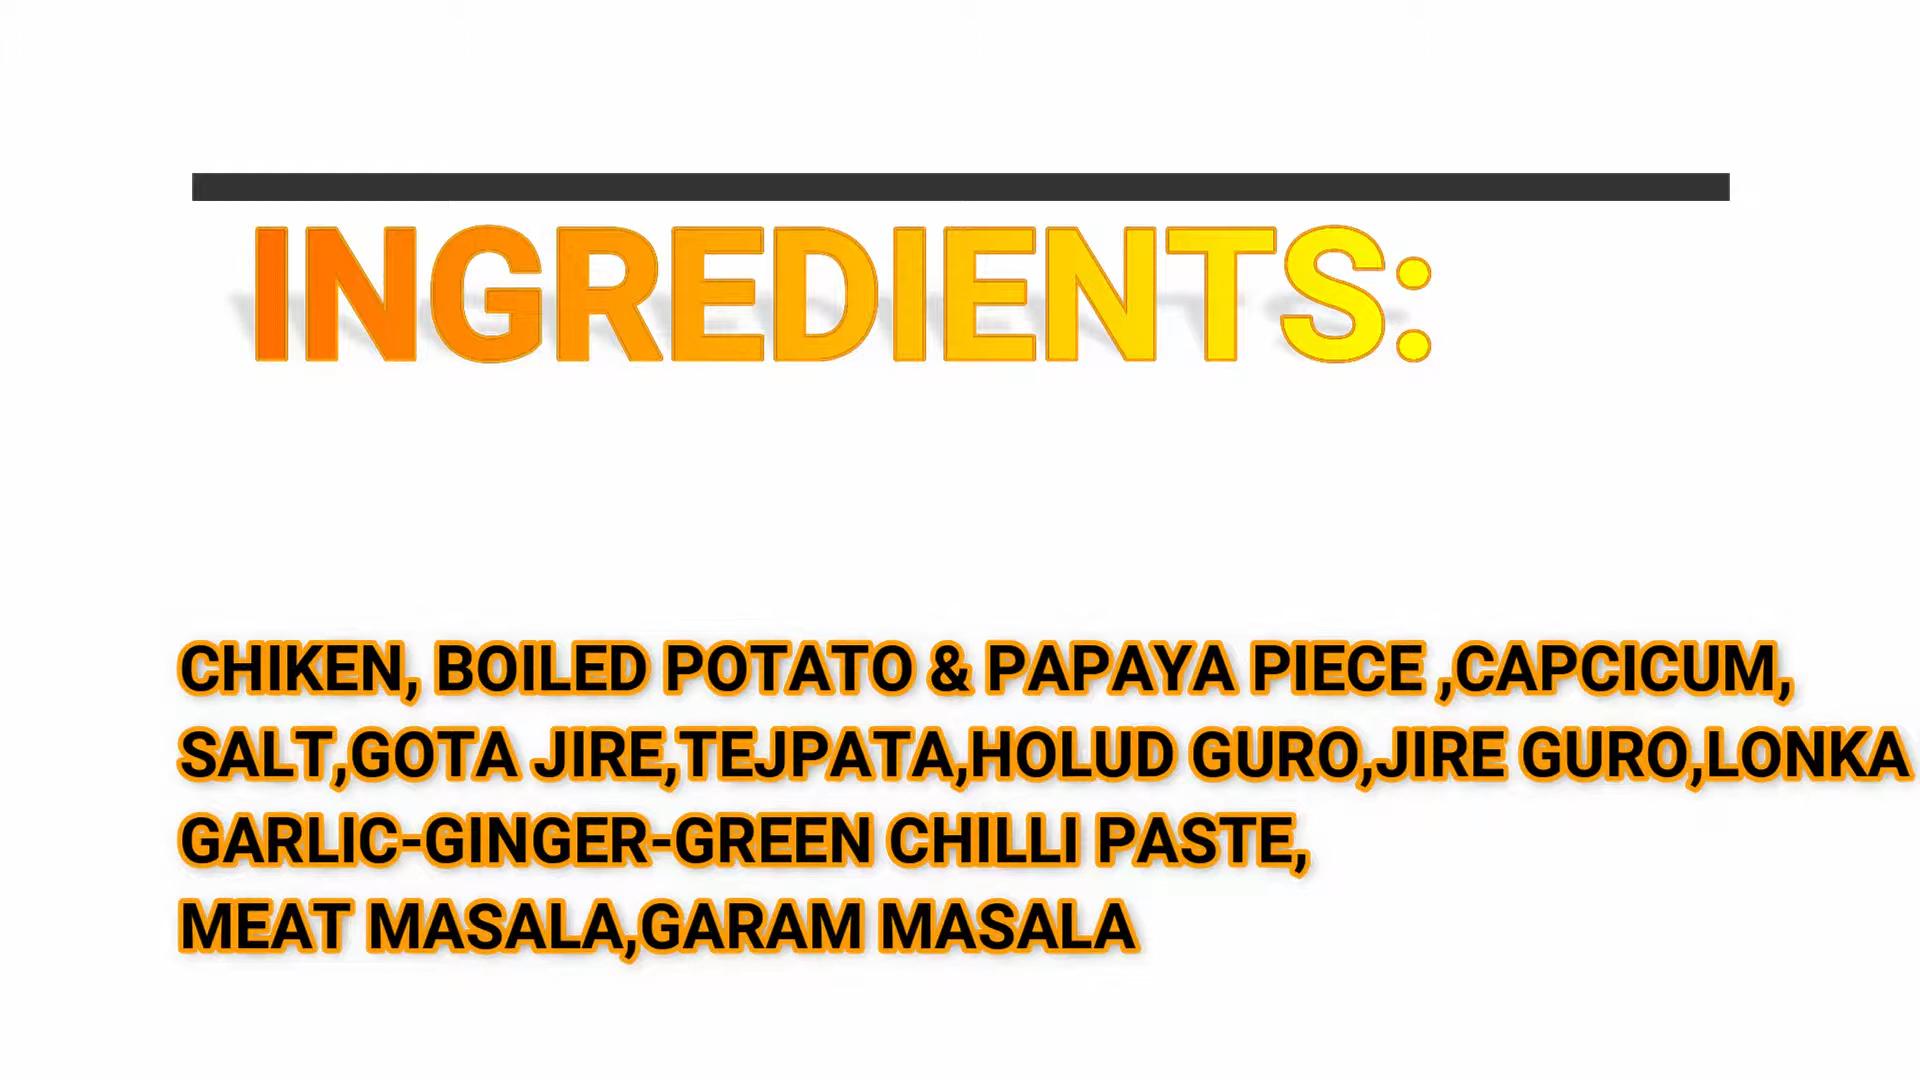 INGREDIENTS:
CHIKEN, BOILED POTATO & PAPAYA PIECE ,CAPCICUM,
SALT,GOTA JIRE,TEJPATA,HOLUD GURO,JIRE GURO,LONKA
GARLIC-GINGER-GREEN CHILLI PASTE,
MEAT MASALA,GARAM MASALA